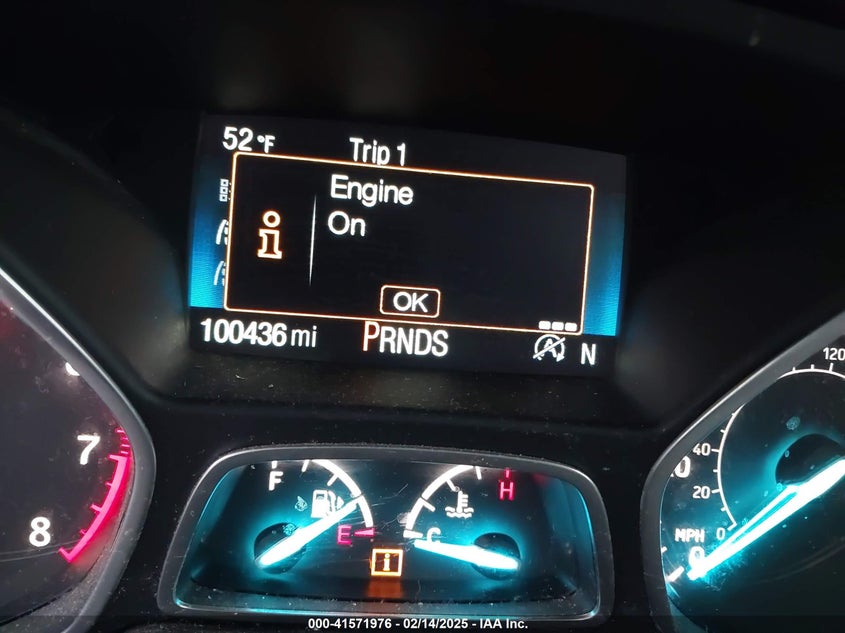 52°F Trip 1
Engine
On
i
OK
100436 mi PRNDS N
7
8
F
E
H
C
i
120
40
20
0
MPH
0
000-41571976 - 02/14/2025 - IAA Inc.